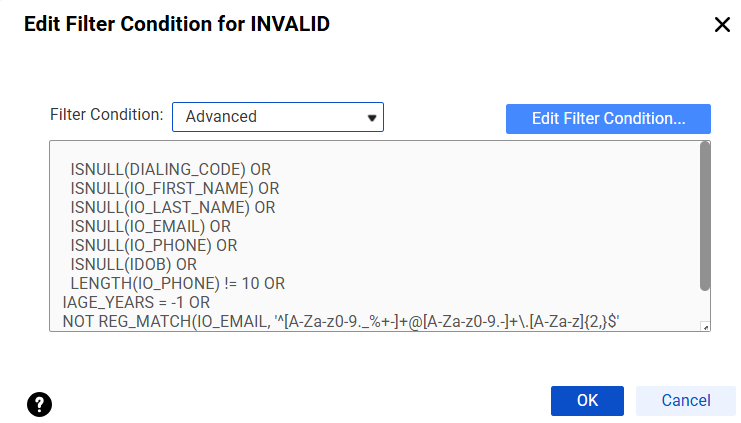 Edit Filter Condition for INVALID
Filter Condition: Advanced Edit Filter Condition...
ISNULL(DIALING_CODE) OR
ISNULL(IO_FIRST_NAME) OR
ISNULL(IO_LAST_NAME) OR
ISNULL(IO_EMAIL) OR
ISNULL(IO_PHONE) OR
ISNULL(IDOB) OR
LENGTH(IO_PHONE) != 10 OR
IAGE_YEARS = -1 OR
NOT REG_MATCH(IO_EMAIL, '^[A-Za-z0-9._%+-]+@[A-Za-z0-9.-]+\.[A-Za-z]{2,}$'
? OK Cancel